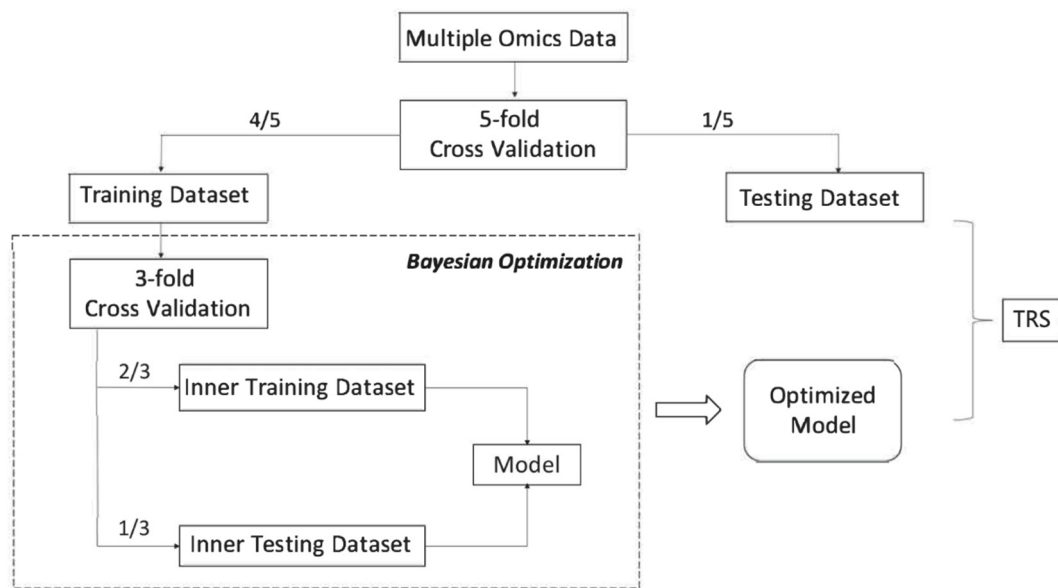 Multiple Omics Data
4/5
5-fold
Cross Validation
1/5
Training Dataset
Testing Dataset
Bayesian Optimization
3-fold
Cross Validation
TRS
2/3
Inner Training Dataset
Optimized
Model
Model
1/3
Inner Testing Dataset